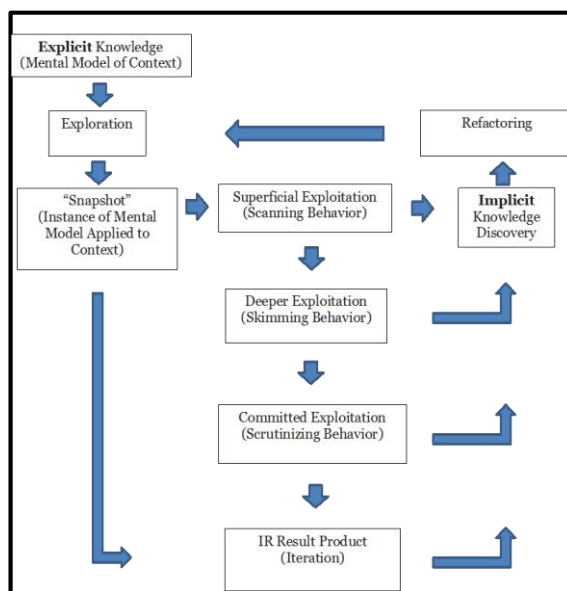 Explicit Knowledge
(Mental Model of Context)
Exploration
Refactoring
“Snapshot”
(Instance of Mental
Model Applied to
Context)
Superficial Exploitation
(Scanning Behavior)
Implicit
Knowledge
Discovery
Deeper Exploitation
(Skimming Behavior)
Committed Exploitation
(Scrutinizing Behavior)
IR Result Product
(Iteration)